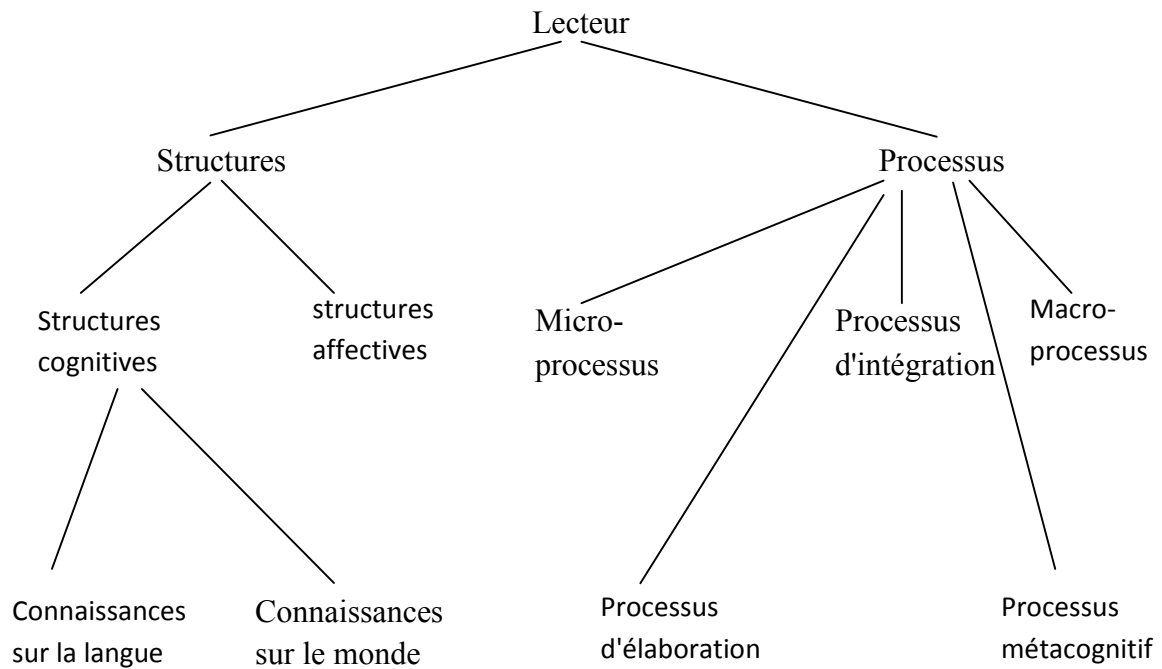 Lecteur
Structures
Processus
Structures
cognitives
structures
affectives
Micro-
processus
Processus
d'intégration
Macro-
processus
Connaissances
sur la langue
Connaissances
sur le monde
Processus
d'élaboration
Processus
métacognitif